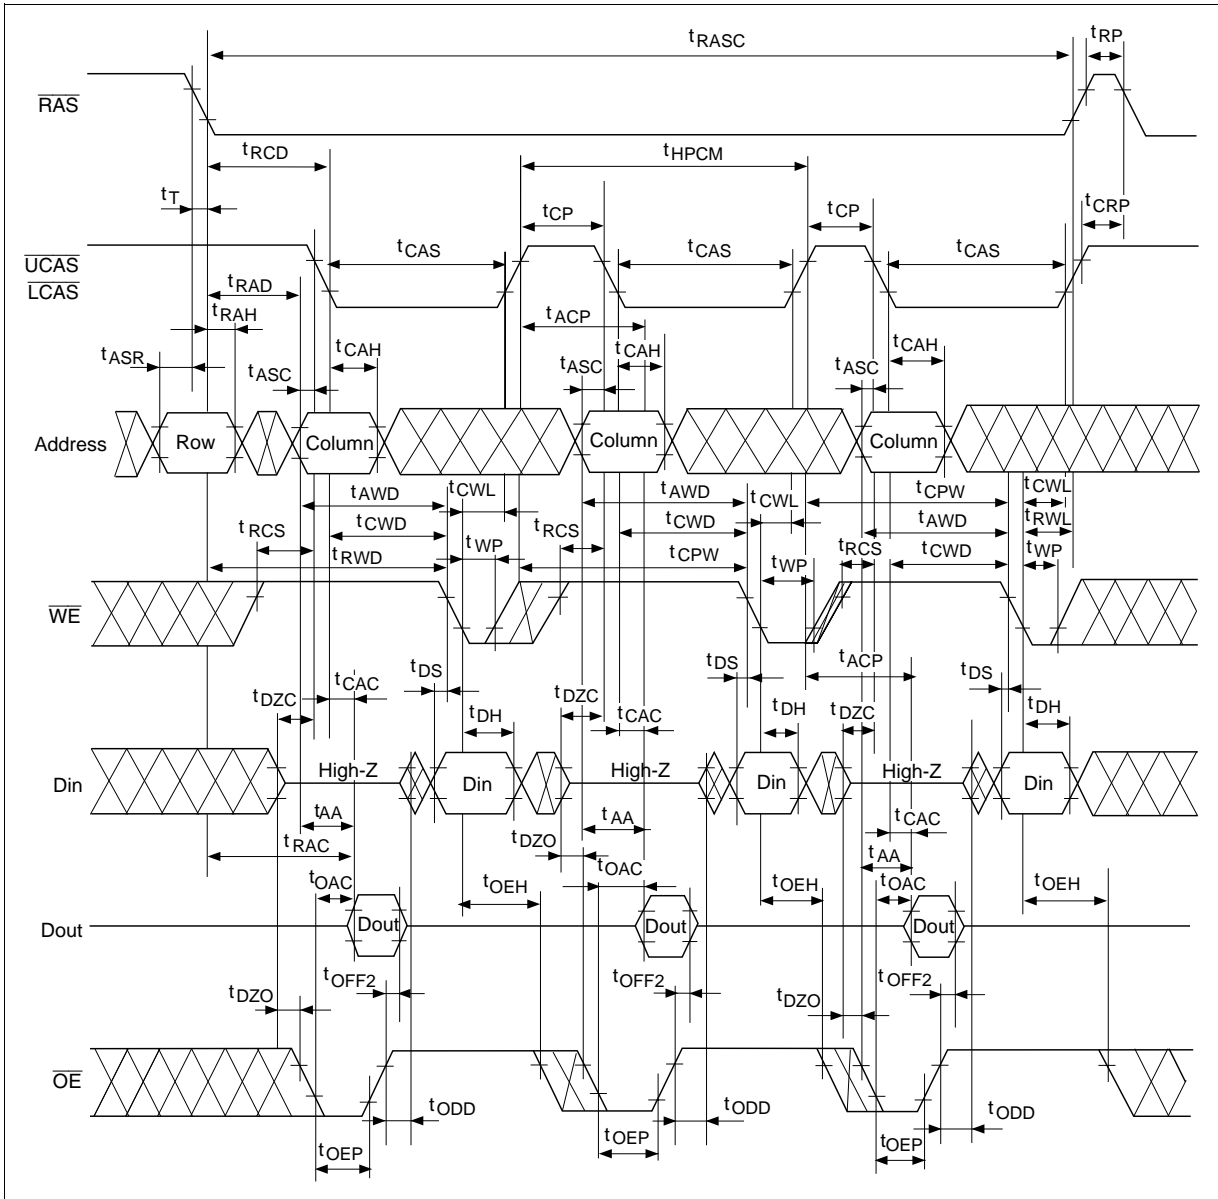 tRASC
tRP
RAS
tRCD
tHPCM
tT
tCP
tCP
tCRP
UCAS
LCAS
tCAS
tCAS
tCAS
tRAD
tRAH
tACP
tASR
tASC
tCAH
tASC
tCAH
tASC
tCAH
Address
Row
Column
Column
Column
tAWD
tCWL
tAWD
tCWL
tCPW
tCWL
tRCS
tCWD
tRCS
tCWD
tAWD
tRWL
tRWD
tWP
tCPW
tWP
tRCS
tCWD
tWP
WE
tCAC
tDS
tDS
tACP
tDS
tDZC
tDH
tDZC
tCAC
tDH
tDZC
tDH
Din
High-Z
Din
High-Z
Din
High-Z
Din
tAA
tAA
tCAC
tRAC
tDZO
tOAC
tAA
tOAC
tOEH
tOEH
tOAC
tOEH
Dout
Dout
Dout
Dout
tDZO
tOFF2
tOFF2
tDZO
tOFF2
OE
tODD
tODD
tODD
tOEP
tOEP
tOEP